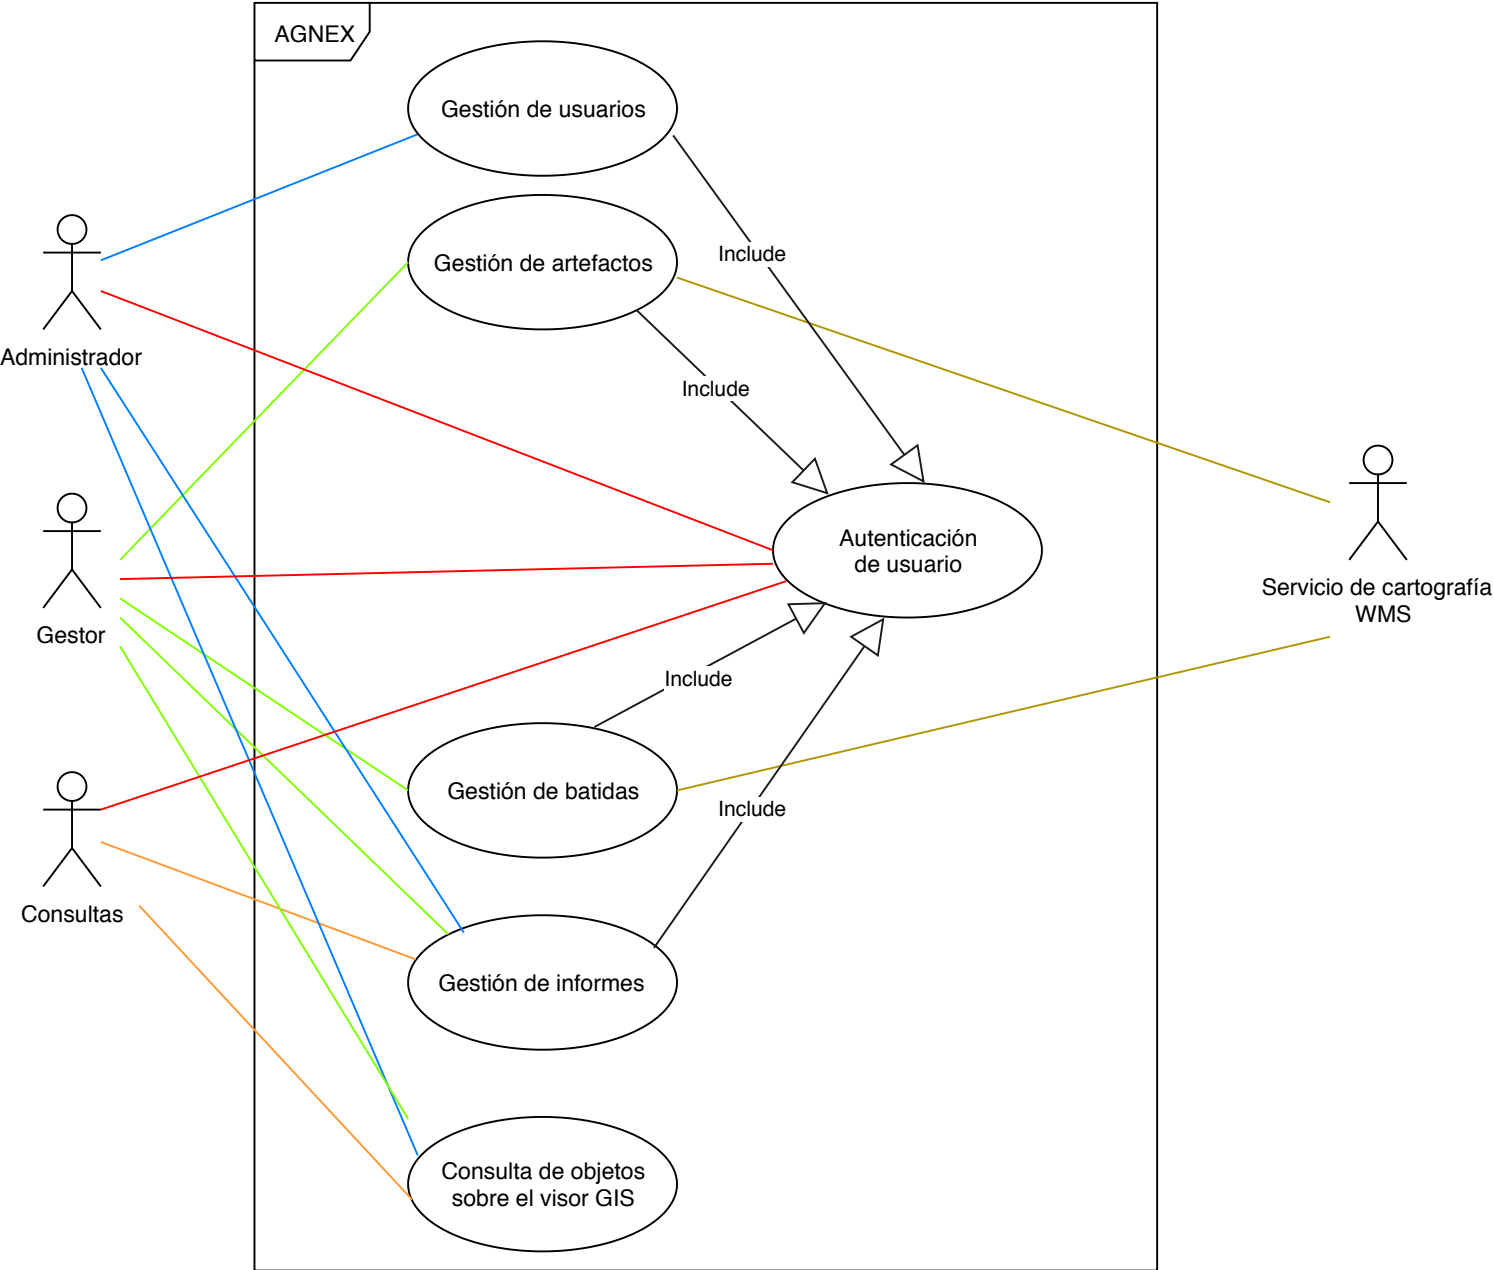 AGNEX
Gestión de usuarios
Include
Gestión de artefactos
Administrador
Include
Autenticación
de usuario
Servicio de cartografía
WMS
Gestor
Include
Gestión de batidas
Include
Consultas
Gestión de informes
Consulta de objetos
sobre el visor GIS